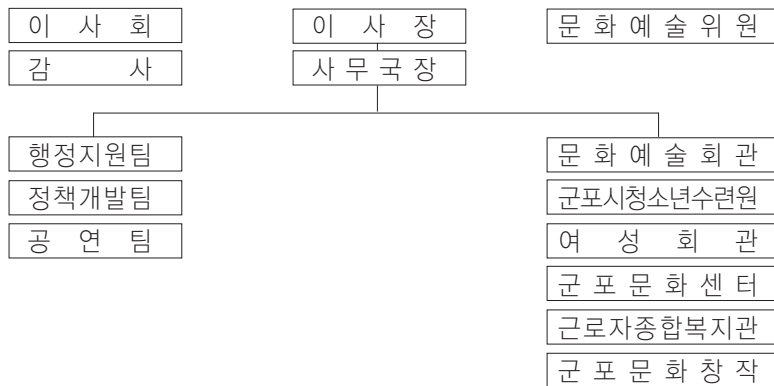 이 사 회
이 사 장
문 화 예 술 위 원
감 사
사 무 국 장
행정지원팀
문 화 예 술 회 관
정책개발팀
군포시청소년수련원
공 연 팀
여 성 회 관
군 포 문 화 센 터
근로자종합복지관
군 포 문 화 창 작